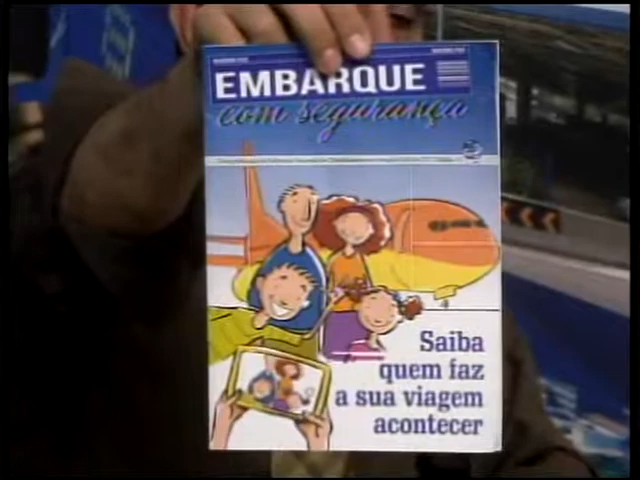 EMBARQUE
com segurança
Saiba
quem faz
a sua viagem
acontecer